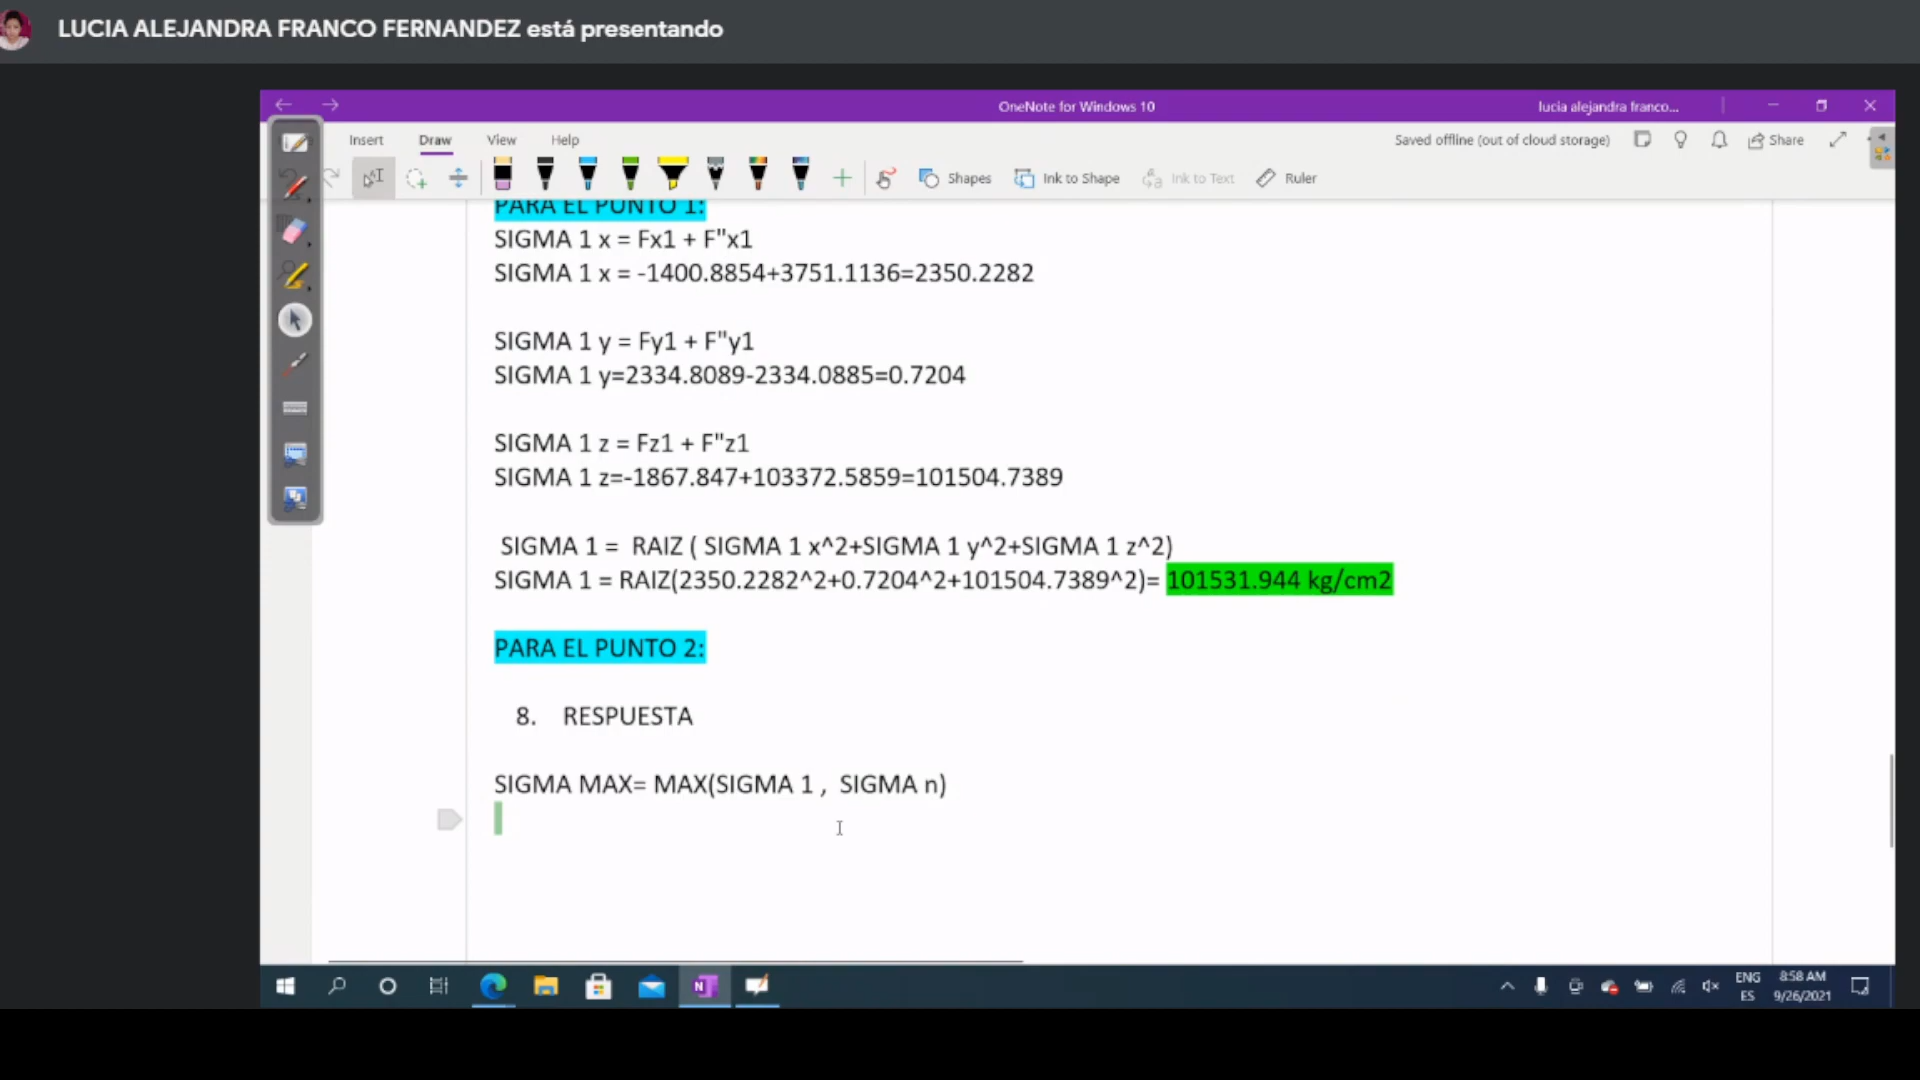 LUCIA ALEJANDRA FRANCO FERNANDEZ está presentando
OneNote for Windows 10
lucia alejandra franco...
Insert
Draw
View
Help
Saved offline (out of cloud storage)
Share
Shapes
Ink to Shape
Ink to Text
Ruler
PARA EL PUNTO 1:
SIGMA 1 x = Fx1 + F"x1
SIGMA 1 x = -1400.8854+3751.1136=2350.2282
SIGMA 1 y = Fy1 + F"y1
SIGMA 1 y=2334.8089-2334.0885=0.7204
SIGMA 1 z = Fz1 + F"z1
SIGMA 1 z=-1867.847+103372.5859=101504.7389
SIGMA 1 = RAIZ ( SIGMA 1 x^2+SIGMA 1 y^2+SIGMA 1 z^2)
SIGMA 1 = RAIZ(2350.2282^2+0.7204^2+101504.7389^2)= 101531.944 kg/cm2
PARA EL PUNTO 2:
8. RESPUESTA
SIGMA MAX= MAX(SIGMA 1 , SIGMA n)
N
ENG
ES
8:58 AM
9/26/2021